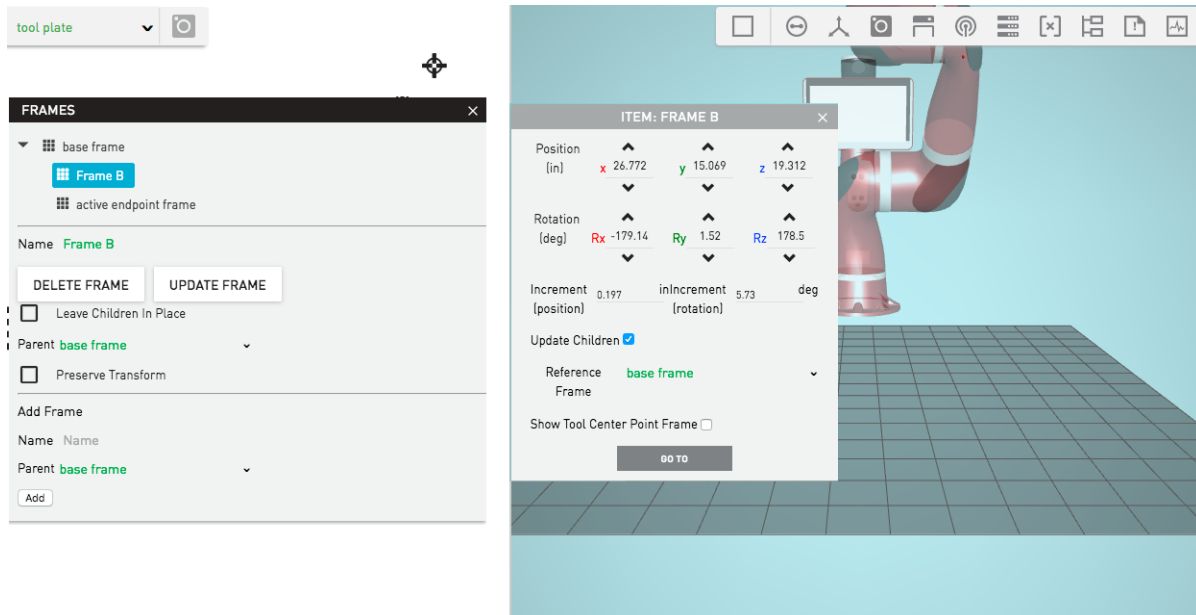 tool plate
FRAMES
base frame
Frame B
active endpoint frame
Name Frame B
DELETE FRAME UPDATE FRAME
Leave Children In Place
Parent base frame
Preserve Transform
Add Frame
Name Name
Parent base frame
Add
ITEM: FRAME B
Position (in) x 26.772 y 15.069 z 19.312
Rotation (deg) Rx -179.14 Ry 1.52 Rz 178.5
Increment (position) 0.197 inIncrement (rotation) 5.73 deg
Update Children
Reference Frame base frame
Show Tool Center Point Frame
GO TO